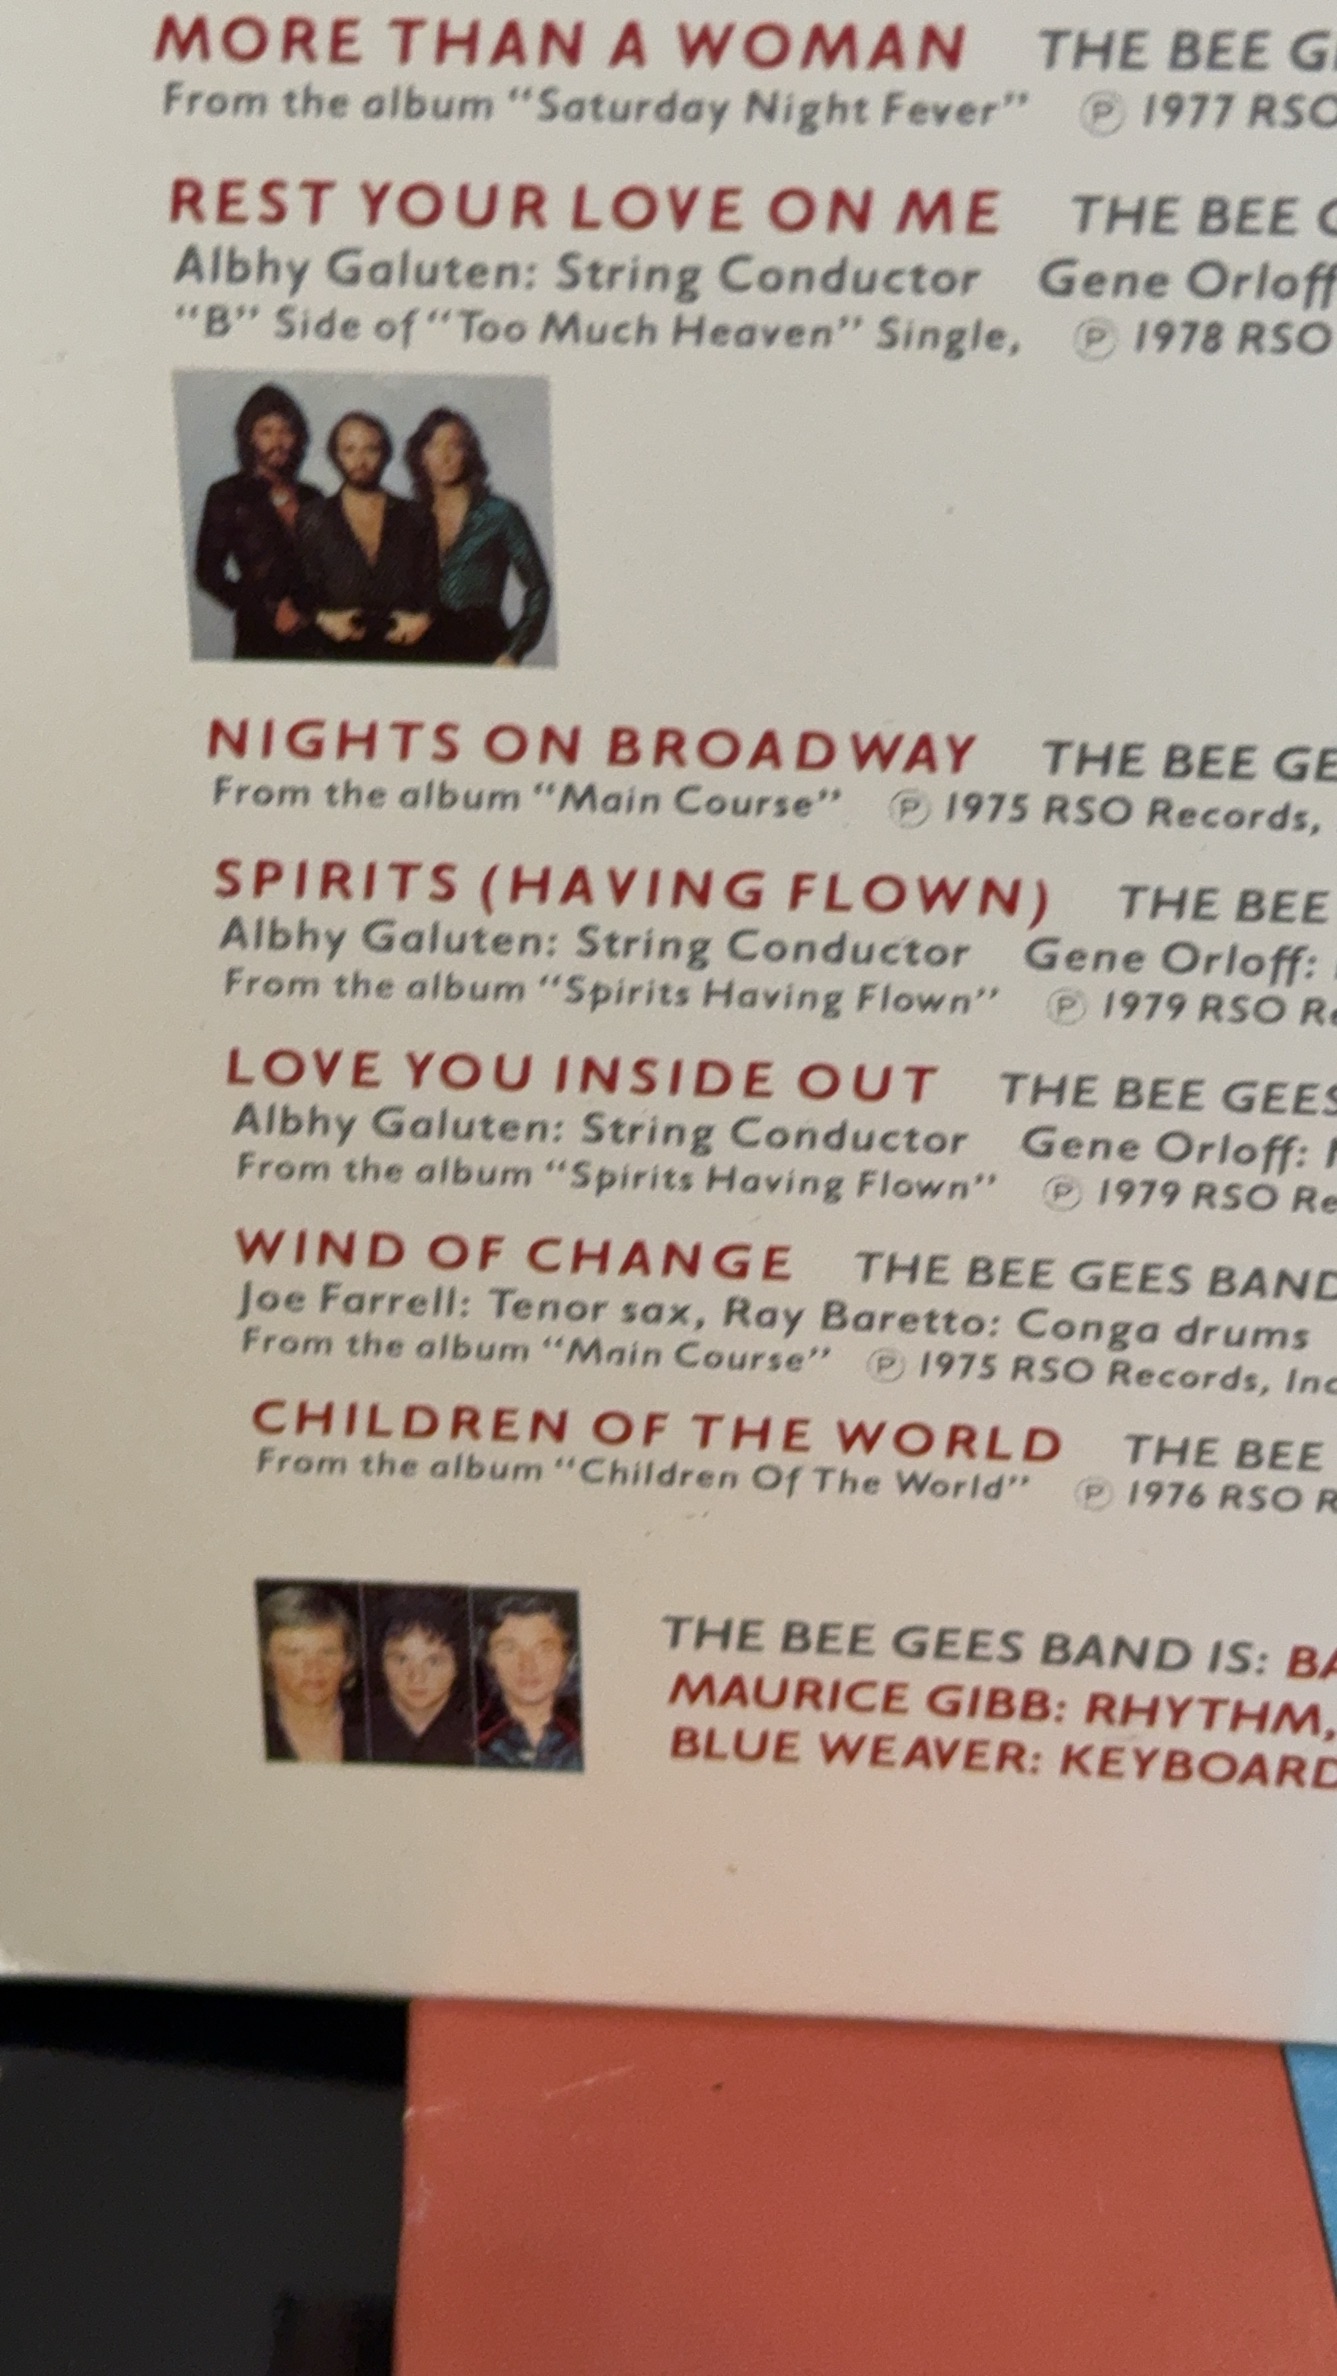 MORE THAN A WOMAN THE BEE
From the album “Saturday Night Fever” Ⓟ 1977 RSO
REST YOUR LOVE ON ME THE BEE
Albhy Galuten: String Conductor Gene Orloff
“B” Side of “Too Much Heaven” Single, Ⓟ 1978 RSO
NIGHTS ON BROADWAY THE BEE GE
From the album “Main Course” Ⓟ 1975 RSO Records,
SPIRITS (HAVING FLOWN) THE BEE
Albhy Galuten: String Conductor Gene Orloff:
From the album “Spirits Having Flown” Ⓟ 1979 RSO Re
LOVE YOU INSIDE OUT THE BEE GEES
Albhy Galuten: String Conductor Gene Orloff:
From the album “Spirits Having Flown” Ⓟ 1979 RSO Re
WIND OF CHANGE THE BEE GEES BAND
Joe Farrell: Tenor sax, Ray Baretto: Conga drums
From the album “Main Course” Ⓟ 1975 RSO Records, Inc
CHILDREN OF THE WORLD THE BEE
From the album “Children Of The World” Ⓟ 1976 RSO R
THE BEE GEES BAND IS: BA
MAURICE GIBB: RHYTHM,
BLUE WEAVER: KEYBOARD